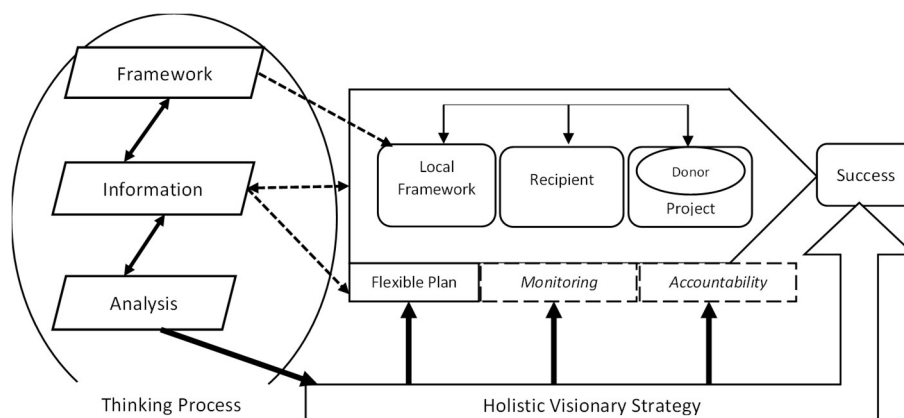 Framework
Information
Analysis
Thinking Process
Local
Framework
Recipient
Donor
Project
Success
Flexible Plan
Monitoring
Accountability
Holistic Visionary Strategy